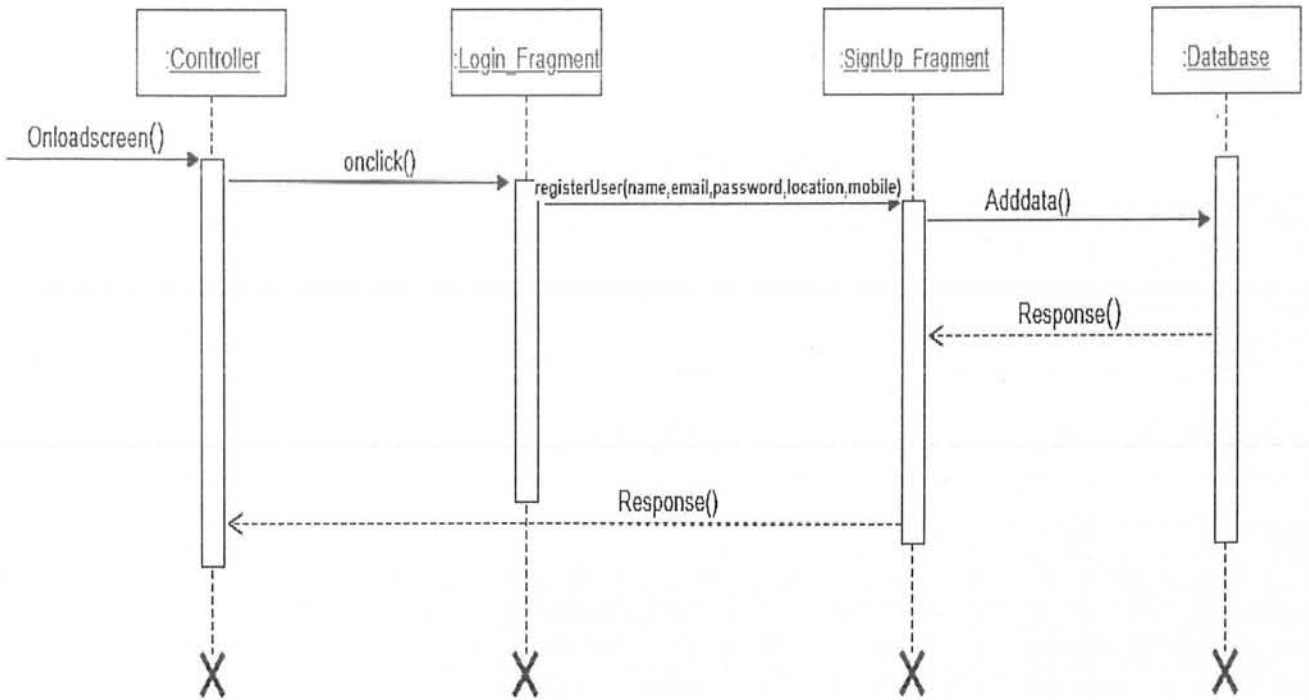 :Controller
:Login_Fragment
:SignUp_Fragment
:Database
Onloadscreen()
onclick()
registerUser(name,email,password,location,mobile)
Adddata()
Response()
Response()